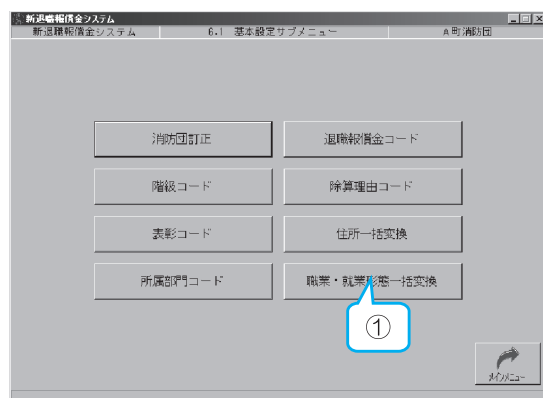 新退職報償金システム
新退職報償金システム 6.1 基本設定サブメニュー A町消防団
消防団訂正 退職報償金コード
階級コード 除算理由コード
表彰コード 住所一括変換
所属部門コード 職業・就業形態一括変換
①
メインメニュー